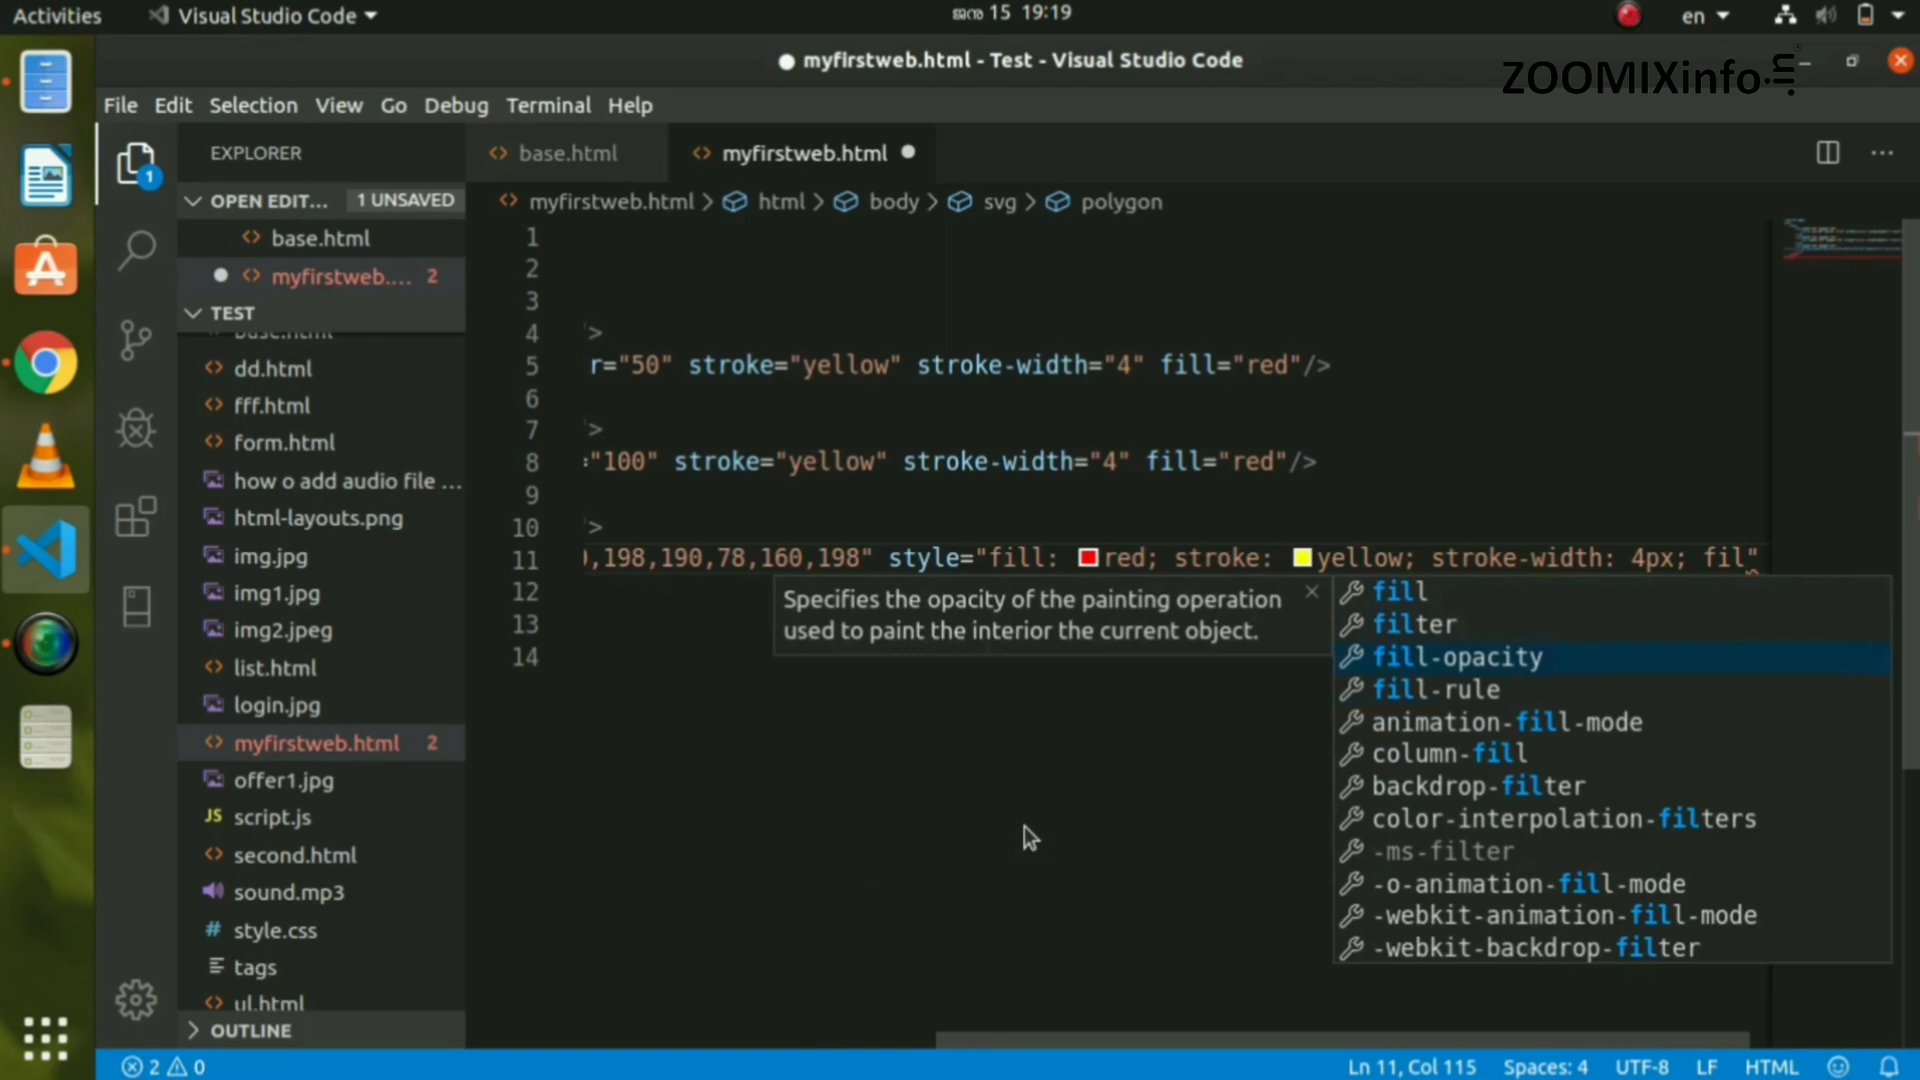 Activities
Visual Studio Code
ജന 15 19:19
en
myfirstweb.html - Test - Visual Studio Code
ZOOMIXinfo.in
File Edit Selection View Go Debug Terminal Help
EXPLORER
1
OPEN EDIT... 1 UNSAVED
base.html
myfirstweb.... 2
TEST
base.html
dd.html
fff.html
form.html
how o add audio file ...
html-layouts.png
img.jpg
img1.jpg
img2.jpeg
list.html
login.jpg
myfirstweb.html 2
offer1.jpg
JS script.js
second.html
sound.mp3
# style.css
tags
ul.html
OUTLINE
base.html
myfirstweb.html
myfirstweb.html > html > body > svg > polygon
1
2
3
4 '>
5 r="50" stroke="yellow" stroke-width="4" fill="red"/>
6
7 '>
8 ="100" stroke="yellow" stroke-width="4" fill="red"/>
9
10 '>
11 ,198,190,78,160,198" style="fill: red; stroke: yellow; stroke-width: 4px; fil"
12
13
14
Specifies the opacity of the painting operation
used to paint the interior the current object.
fill
filter
fill-opacity
fill-rule
animation-fill-mode
column-fill
backdrop-filter
color-interpolation-filters
-ms-filter
-o-animation-fill-mode
-webkit-animation-fill-mode
-webkit-backdrop-filter
2 0
Ln 11, Col 115 Spaces: 4 UTF-8 LF HTML